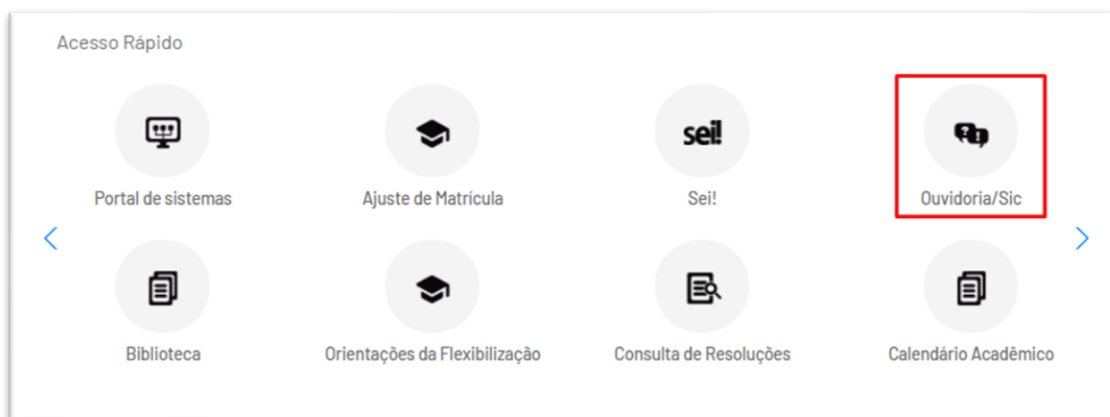 Acesso Rápido
sei!
Portal de sistemas
Ajuste de Matrícula
Sei!
Ouvidoria/Sic
Biblioteca
Orientações da Flexibilização
Consulta de Resoluções
Calendário Acadêmico